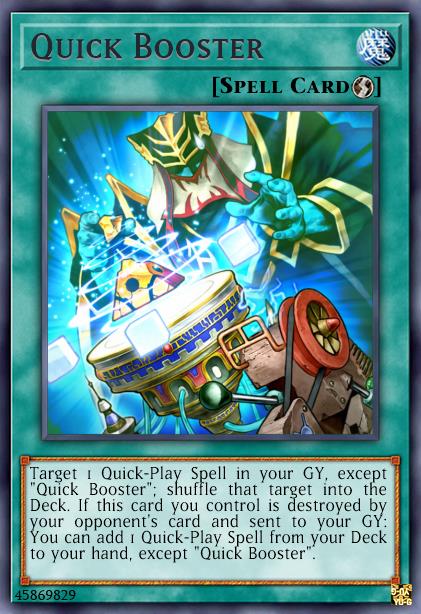 Quick Booster
魔
[Spell Card]
Target 1 Quick-Play Spell in your GY, except
"Quick Booster"; shuffle that target into the
Deck. If this card you control is destroyed by
your opponent's card and sent to your GY:
You can add 1 Quick-Play Spell from your Deck
to your hand, except "Quick Booster".
45869829